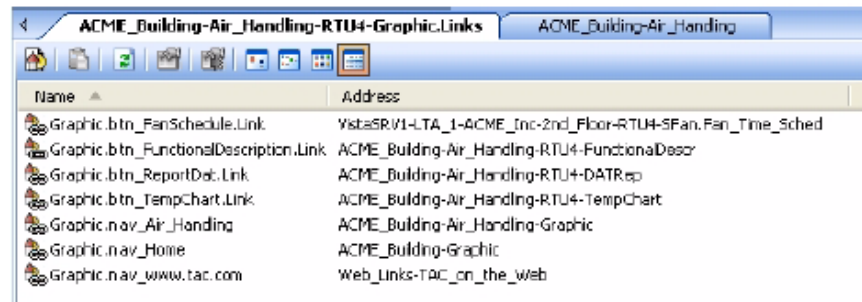 ACME_Building-Air_Handling-RTU4-Graphic.Links ACME_Building-Air_Handling
Name Address
Graphic.btn_FanSchedule.Link VistaSRV1-LTA_1-ACME_Inc-2nd_Floor-RTU4-SFan.Fan_Time_Sched
Graphic.btn_FunctionalDescription.Link ACME_Building-Air_Handling-RTU4-FunctionalDescr
Graphic.btn_ReportDat.Link ACME_Building-Air_Handling-RTU4-DATRep
Graphic.btn_TempChart.Link ACME_Building-Air_Handling-RTU4-TempChart
Graphic.nav_Air_Handing ACME_Building-Air_Handling-Graphic
Graphic.nav_Home ACME_Building-Graphic
Graphic.nav_www.tac.com Web_Links-TAC_on_the_Web